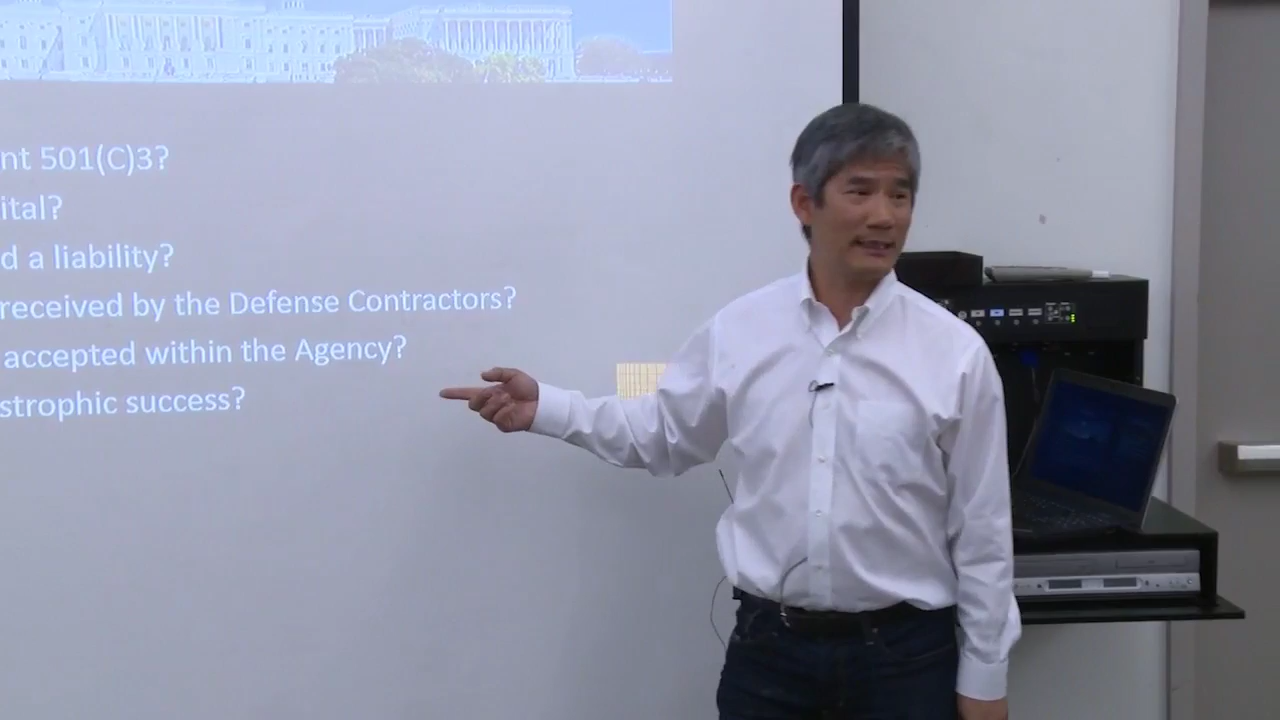 nt 501(C)3?
ital?
d a liability?
received by the Defense Contractors?
accepted within the Agency?
strophic success?